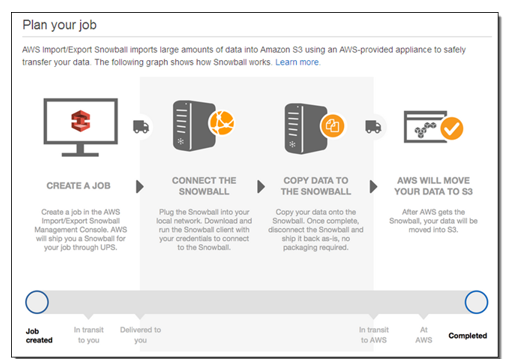 Plan your job
AWS Import/Export Snowball imports large amounts of data into Amazon S3 using an AWS-provided appliance to safely
transfer your data. The following graph shows how Snowball works. Learn more.
CREATE A JOB
Create a job in the AWS
Import/Export Snowball
Management Console. AWS
will ship you a Snowball for
your job through UPS.
CONNECT THE
SNOWBALL
Plug the Snowball into your
local network. Download and
run the Snowball client with
your credentials to connect
to the Snowball.
COPY DATA TO
THE SNOWBALL
Copy your data onto the
Snowball. Once complete,
disconnect the Snowball and
ship it back as-is, no
packaging required.
AWS WILL MOVE
YOUR DATA TO S3
After AWS gets the
Snowball, your data will be
moved into S3.
Job
created
In transit
to you
Delivered to
you
In transit
to AWS
At
AWS
Completed